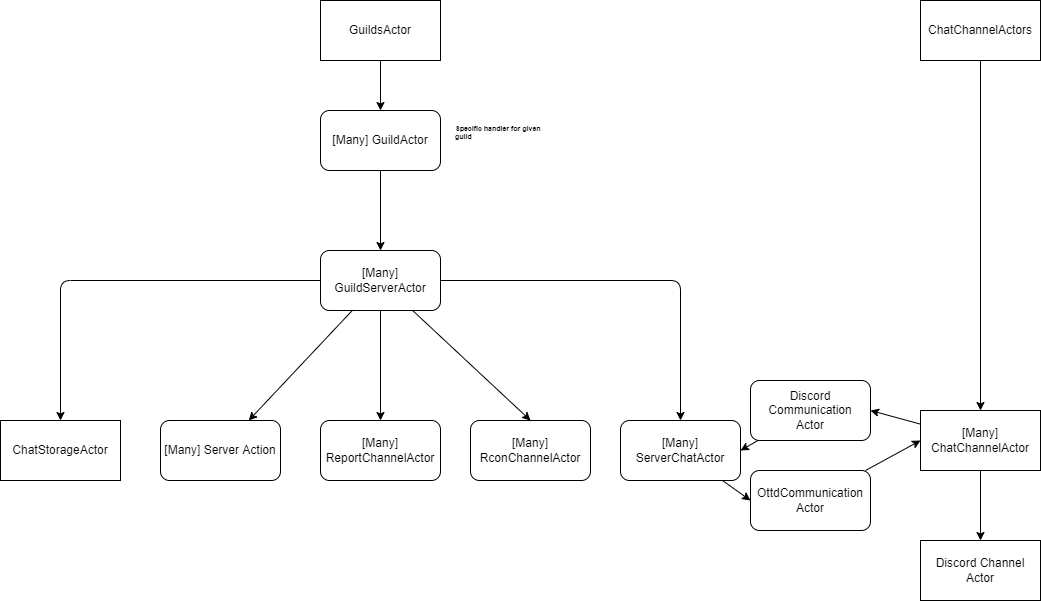 GuildsActor
ChatChannelActors
[Many] GuildActor
Specific handler for given
guild
[Many]
GuildServerActor
Discord
Communication
Actor
ChatStorageActor
[Many] Server Action
[Many]
ReportChannelActor
[Many]
RconChannelActor
[Many]
ServerChatActor
[Many]
ChatChannelActor
OttdCommunication
Actor
Discord Channel
Actor